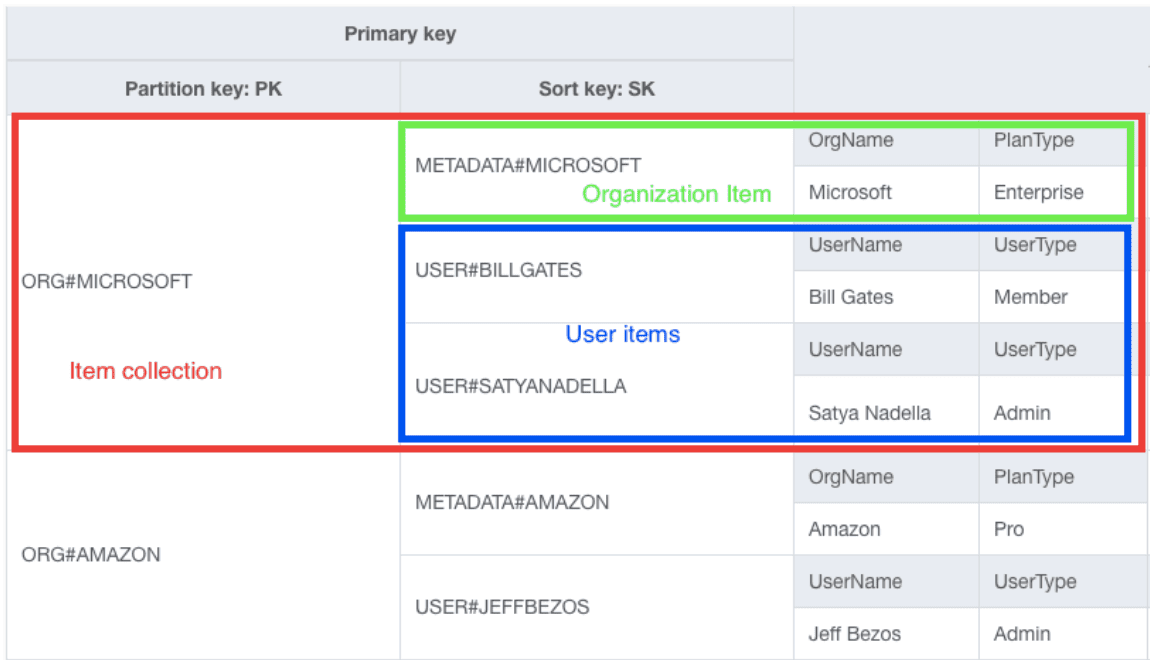 Primary key
Partition key: PK
Sort key: SK
ORG#MICROSOFT
Item collection
METADATA#MICROSOFT
Organization Item
OrgName PlanType
Microsoft Enterprise
USER#BILLGATES
UserName UserType
Bill Gates Member
User items
USER#SATYANADELLA
UserName UserType
Satya Nadella Admin
ORG#AMAZON
METADATA#AMAZON
OrgName PlanType
Amazon Pro
USER#JEFFBEZOS
UserName UserType
Jeff Bezos Admin